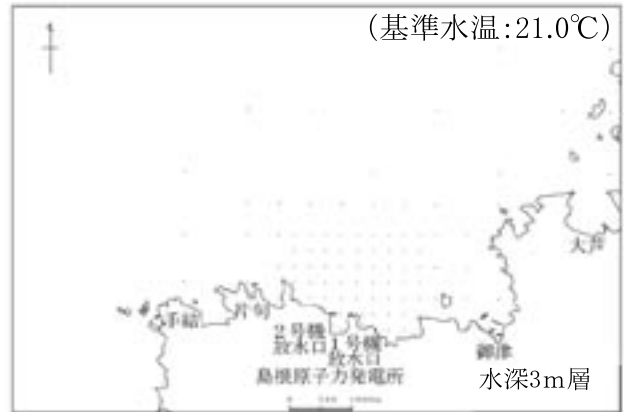 (基準水温:21.0℃)
大芦
片句
手結
2号機
放水口
1号機
放水口
御津
島根原子力発電所
水深3m層